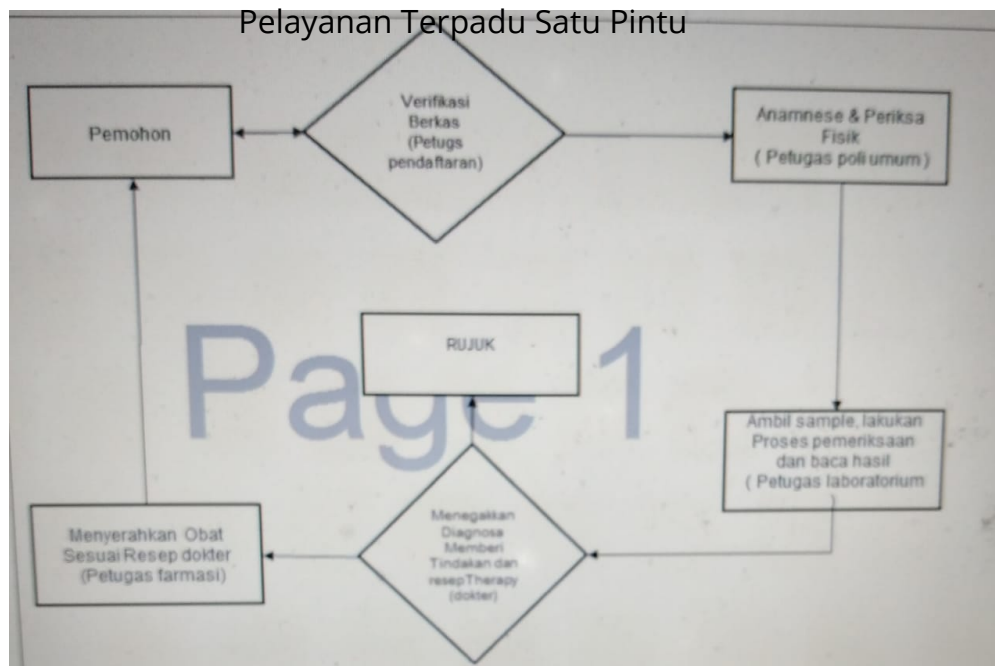 Pelayanan Terpadu Satu Pintu
Pemohon
Verifikasi
Berkas
(Petugs
pendaftaran)
Anamnese & Periksa
Fisik
( Petugas poli umum )
RUJUK
Page 1
Ambil sample, lakukan
Proses pemeriksaan
dan baca hasil
( Petugas laboratorium
Menegakkan
Diagnosa
Memberi
Tindakan dan
resepTherapy
(dokter)
Menyerahkan Obat
Sesuai Resep dokter
(Petugas farmasi)